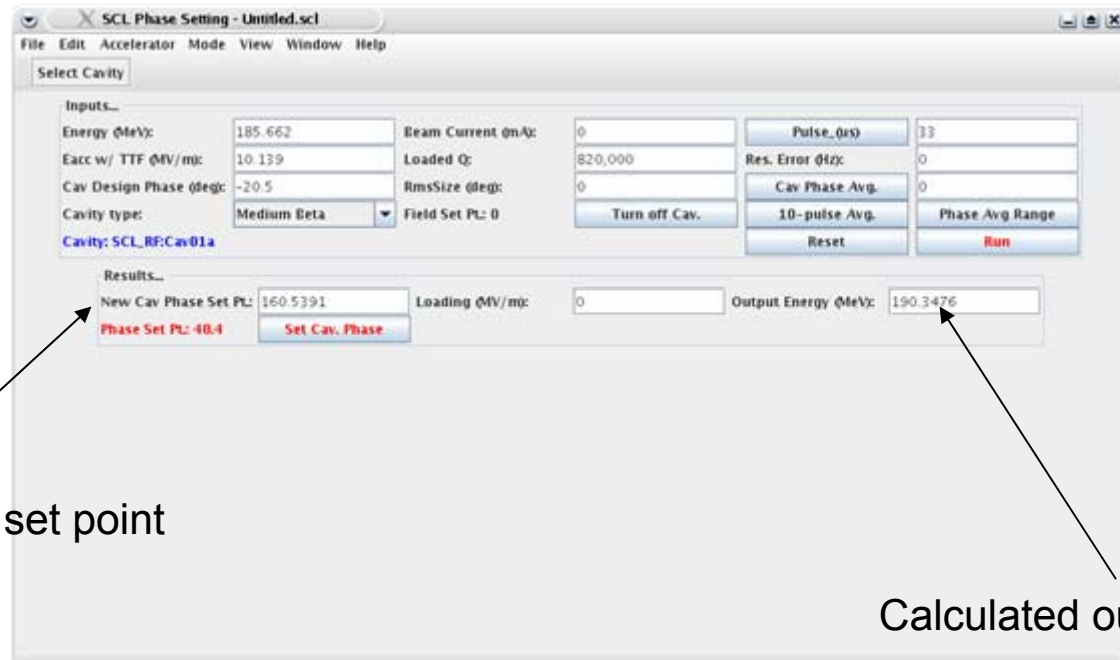 SCL Phase Setting - Untitled.scl
File Edit Accelerator Mode View Window Help
Select Cavity
Inputs...
Energy (MeV): 185.662 Beam Current (mA): 0 Pulse_(us) 33
Eacc w/ TTF (MV/m): 10.139 Loaded Q: 820,000 Res. Error (Hz): 0
Cav Design Phase (deg): -20.5 RmsSize (deg): 0 Cav Phase Avg. 0
Cavity type: Medium Beta Field Set Pt.: 0 Turn off Cav. 10-pulse Avg. Phase Avg Range
Cavity: SCL_RF:Cav01a Reset Run
Results...
New Cav Phase Set Pt.: 160.5391 Loading (MV/m): 0 Output Energy (MeV): 190.3476
Phase Set Pt.: 40.4 Set Cav. Phase
set point
Calculated ou